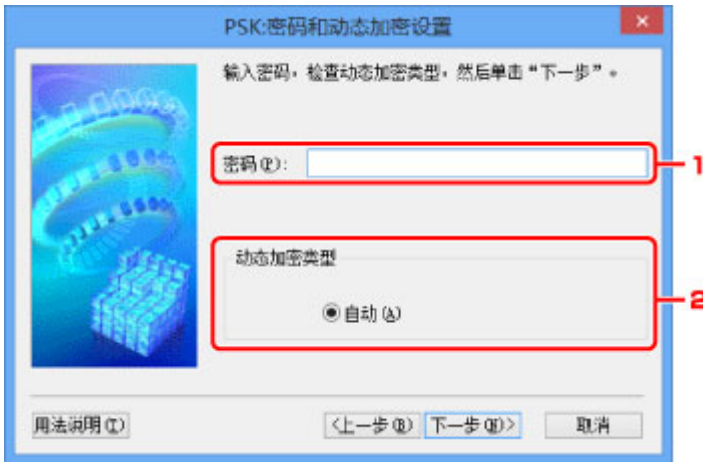 PSK:密码和动态加密设置
输入密码，检查动态加密类型，然后单击“下一步”。
密码(P):
1
动态加密类型
自动(A)
2
用法说明(I)
<上一步(B)
下一步(N)>
取消